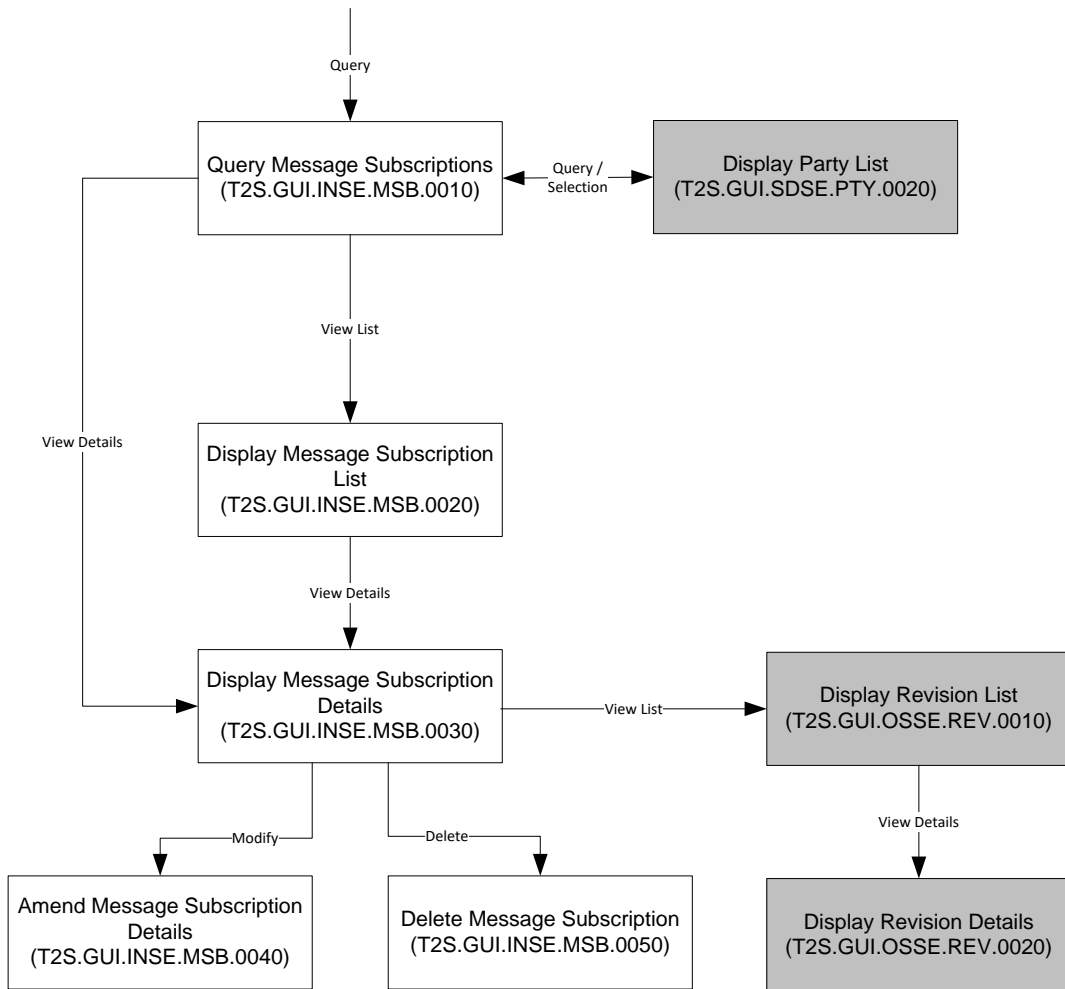 Query
Query Message Subscriptions
(T2S.GUI.INSE.MSB.0010)
Query /
Selection
Display Party List
(T2S.GUI.SDSE.PTY.0020)
View List
View Details
Display Message Subscription
List
(T2S.GUI.INSE.MSB.0020)
View Details
Display Message Subscription
Details
(T2S.GUI.INSE.MSB.0030)
View List
Display Revision List
(T2S.GUI.OSSE.REV.0010)
Modify
Delete
View Details
Amend Message Subscription
Details
(T2S.GUI.INSE.MSB.0040)
Delete Message Subscription
(T2S.GUI.INSE.MSB.0050)
Display Revision Details
(T2S.GUI.OSSE.REV.0020)